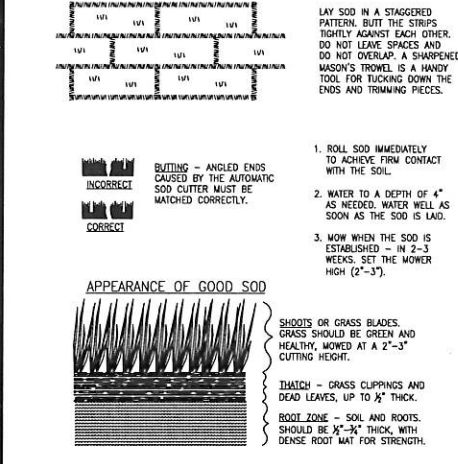 LAY SOD IN A STAGGERED
PATTERN. BUTT THE STRIPS
TIGHTLY AGAINST EACH OTHER.
DO NOT LEAVE SPACES AND
DO NOT OVERLAP. A SHARPENED
MASON'S TROWEL IS A HANDY
TOOL FOR TUCKING DOWN THE
ENDS AND TRIMMING PIECES.
INCORRECT
CORRECT
BUTTING – ANGLED ENDS
CAUSED BY THE AUTOMATIC
SOD CUTTER MUST BE
MATCHED CORRECTLY.
1. ROLL SOD IMMEDIATELY
TO ACHIEVE FIRM CONTACT
WITH THE SOIL.
2. WATER TO A DEPTH OF 4"
AS NEEDED. WATER WELL AS
SOON AS THE SOD IS LAID.
3. MOW WHEN THE SOD IS
ESTABLISHED – IN 2–3
WEEKS. SET THE MOWER
HIGH (2"–3").
APPEARANCE OF GOOD SOD
SHOOTS OR GRASS BLADES.
GRASS SHOULD BE GREEN AND
HEALTHY, MOWED AT A 2"–3"
CUTTING HEIGHT.
THATCH – GRASS CLIPPINGS AND
DEAD LEAVES, UP TO ½" THICK.
ROOT ZONE – SOIL AND ROOTS.
SHOULD BE ½"–¾" THICK, WITH
DENSE ROOT MAT FOR STRENGTH.